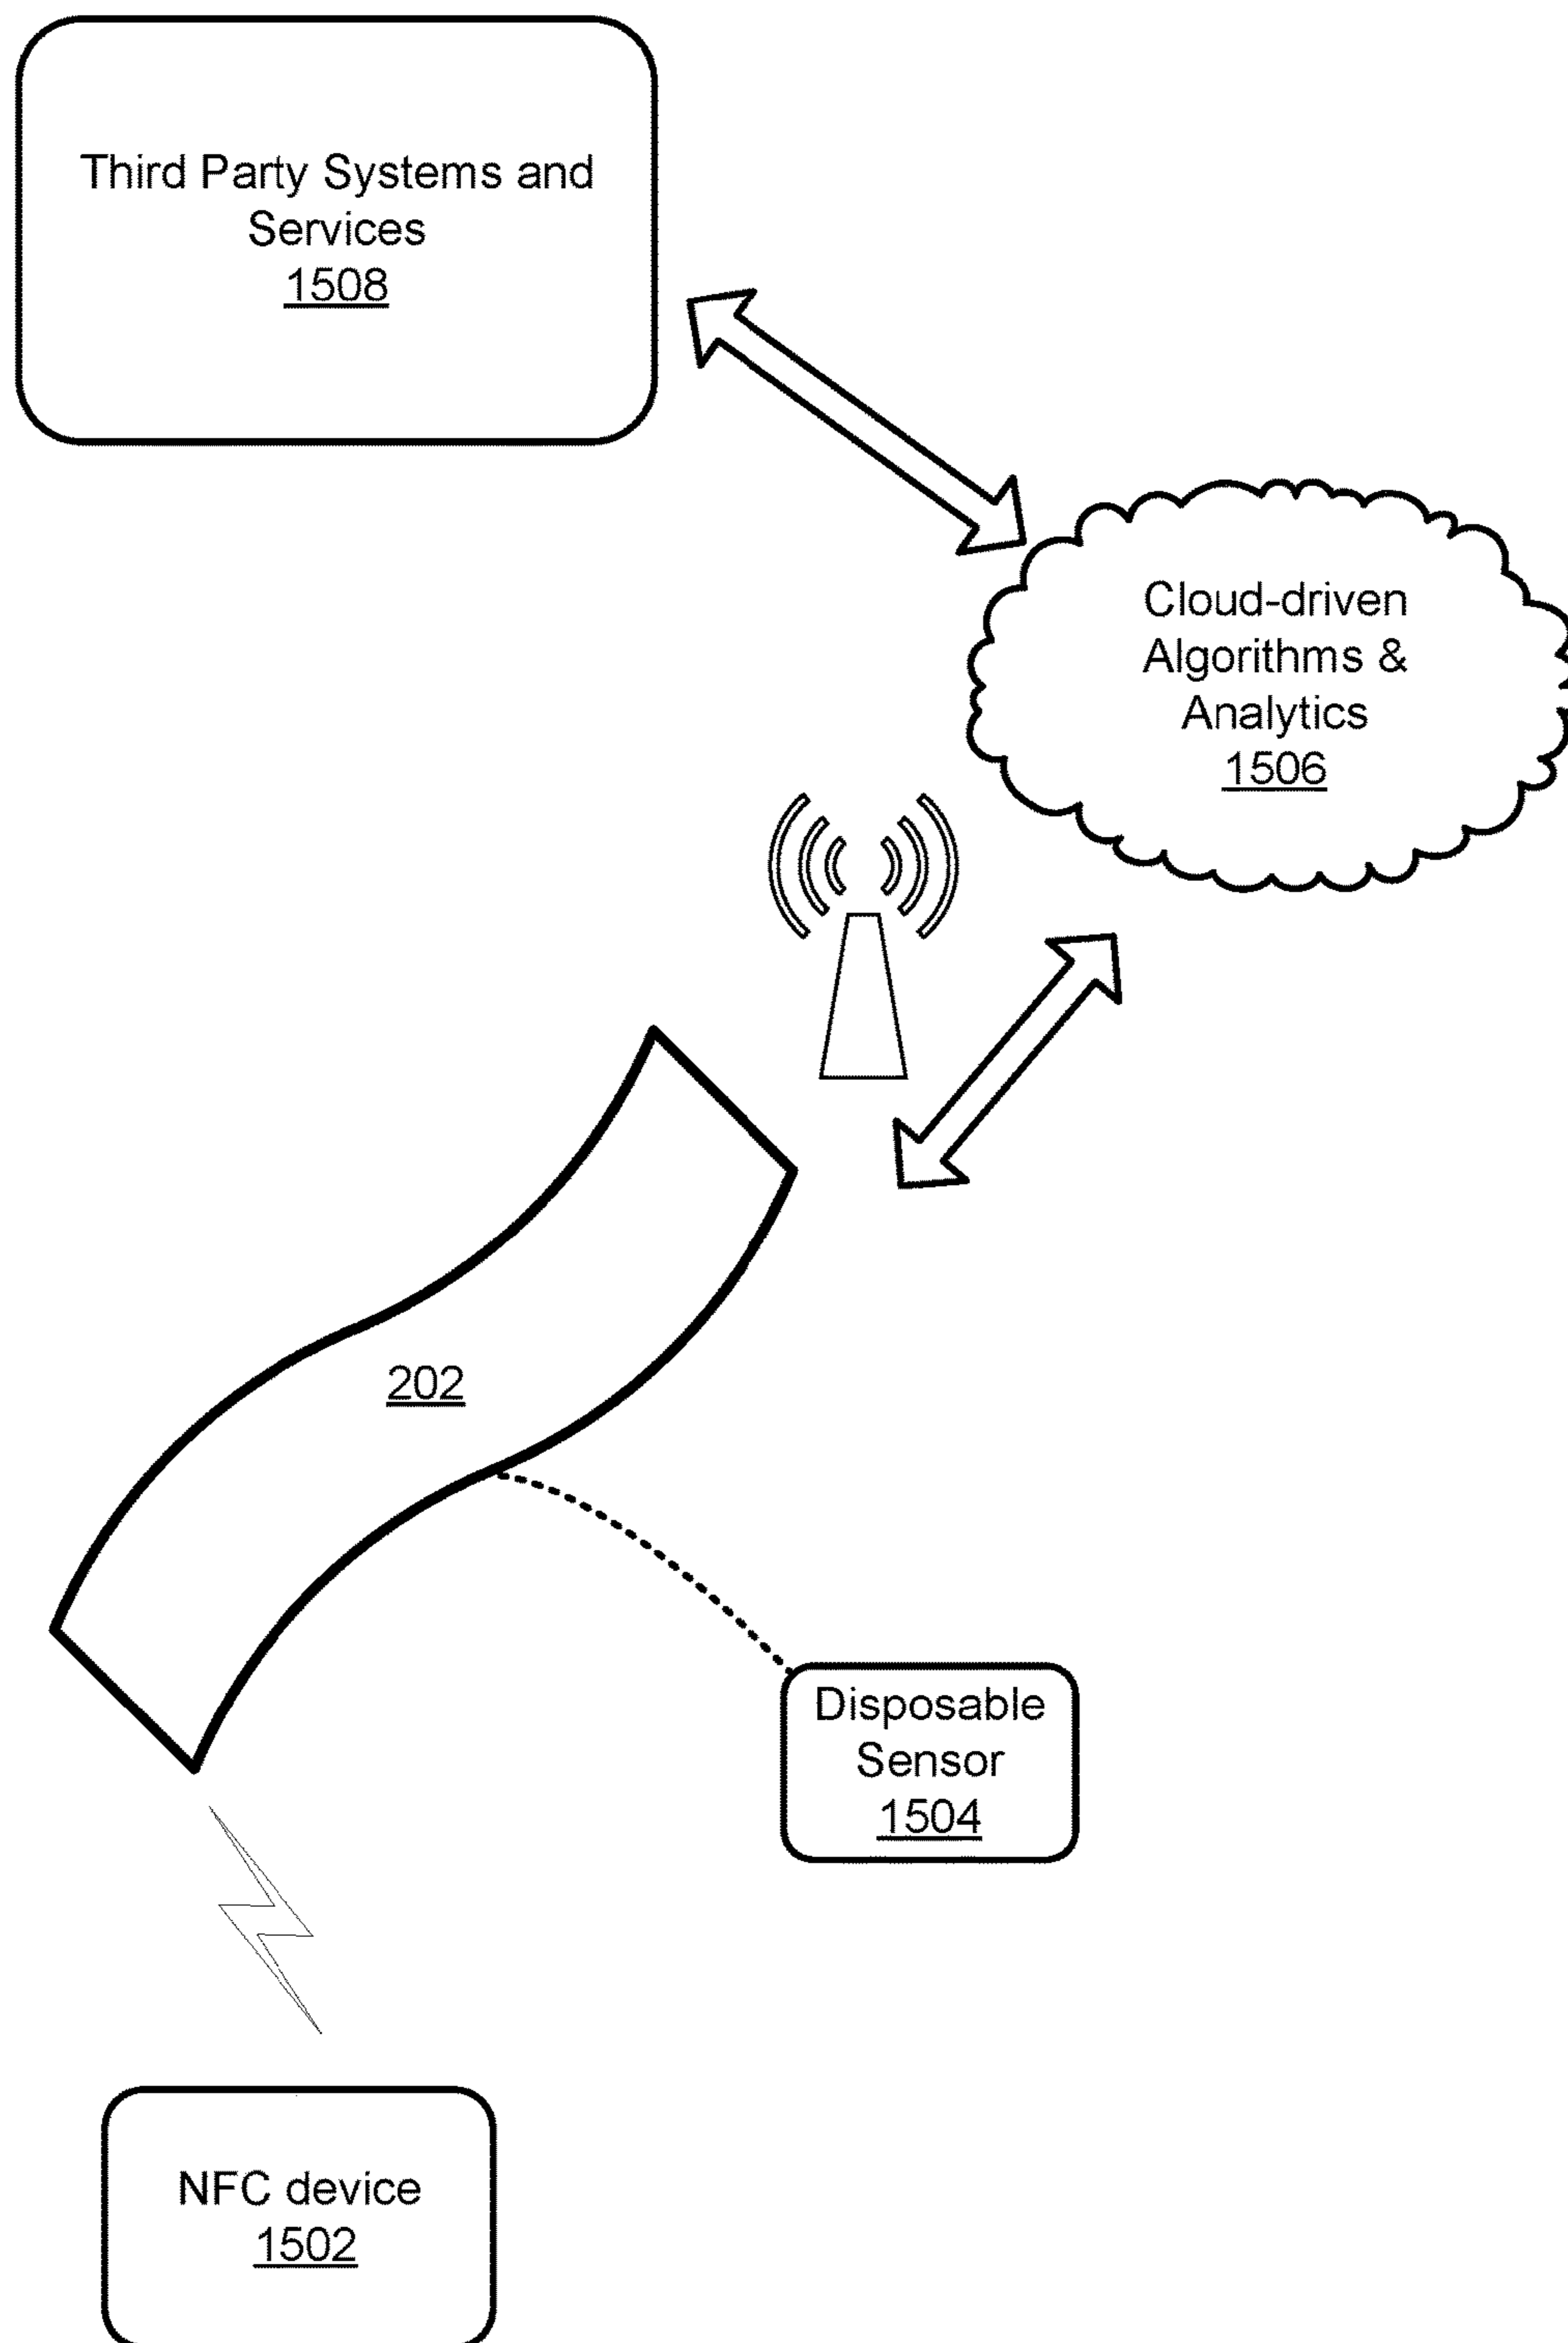 Third Party Systems and
Services
1508
Cloud-driven
Algorithms &
Analytics
1506
202
Disposable
Sensor
1504
NFC device
1502